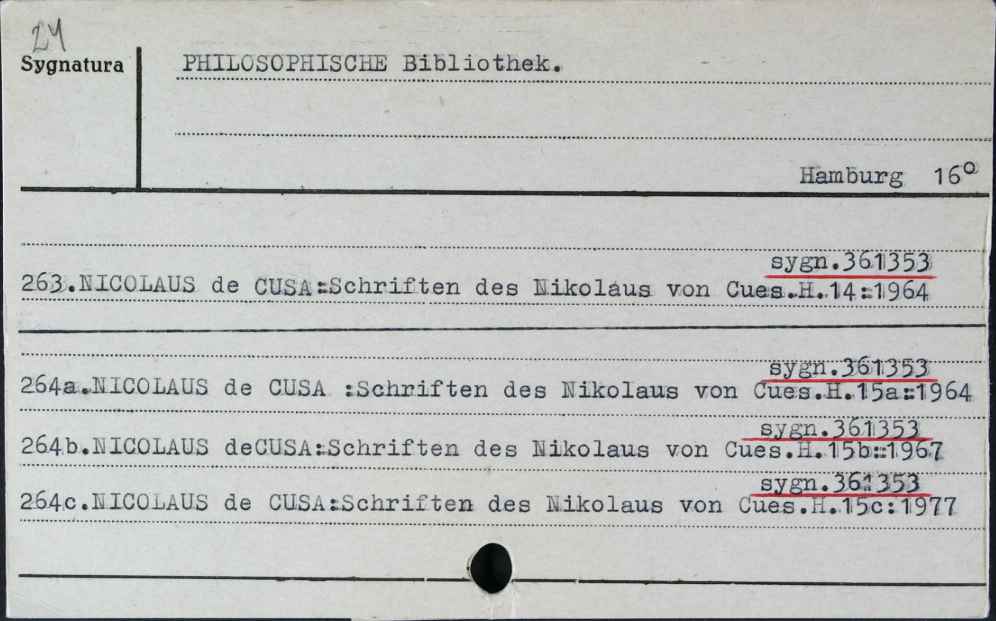 24
Sygnatura
PHILOSOPHISCHE Bibliothek.
Hamburg 16°
sygn.361353
263.NICOLAUS de CUSA:Schriften des Nikolaus von Cues.H.14:1964
sygn.361353
264a.NICOLAUS de CUSA :Schriften des Nikolaus von Cues.H.15a:1964
sygn.361353
264b.NICOLAUS deCUSA:Schriften des Nikolaus von Cues.H.15b:1967
sygn.361353
264c.NICOLAUS de CUSA:Schriften des Nikolaus von Cues.H.15c:1977